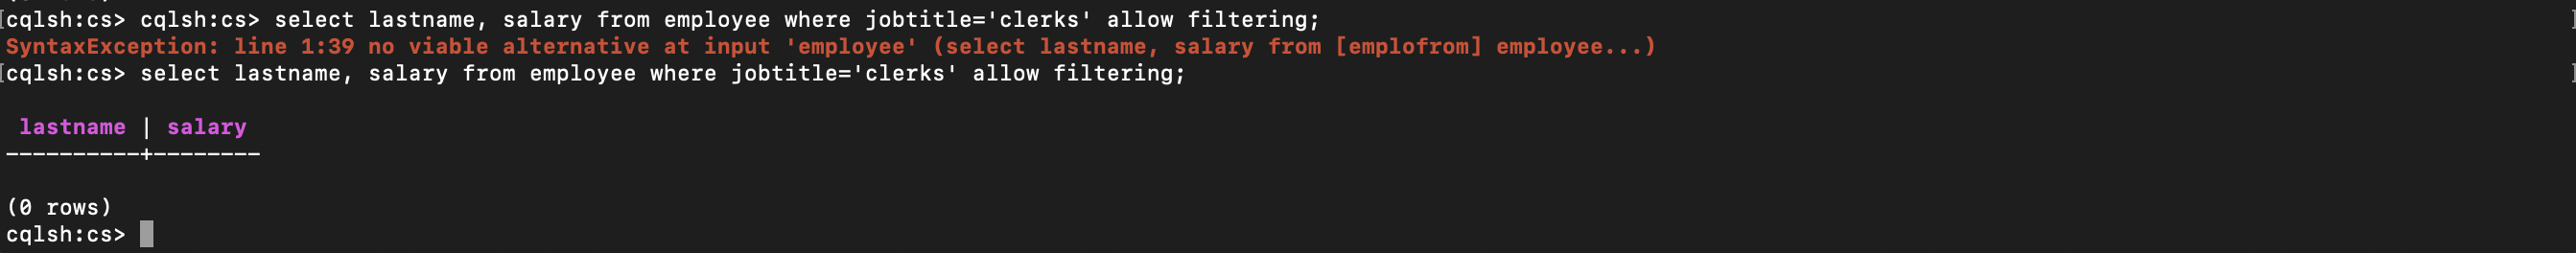 [cqlsh:cs> cqlsh:cs> select lastname, salary from employee where jobtitle='clerks' allow filtering; ]
SyntaxException: line 1:39 no viable alternative at input 'employee' (select lastname, salary from [emplofrom] employee...)
[cqlsh:cs> select lastname, salary from employee where jobtitle='clerks' allow filtering; ]
 lastname | salary
----------+--------
(0 rows)
cqlsh:cs>